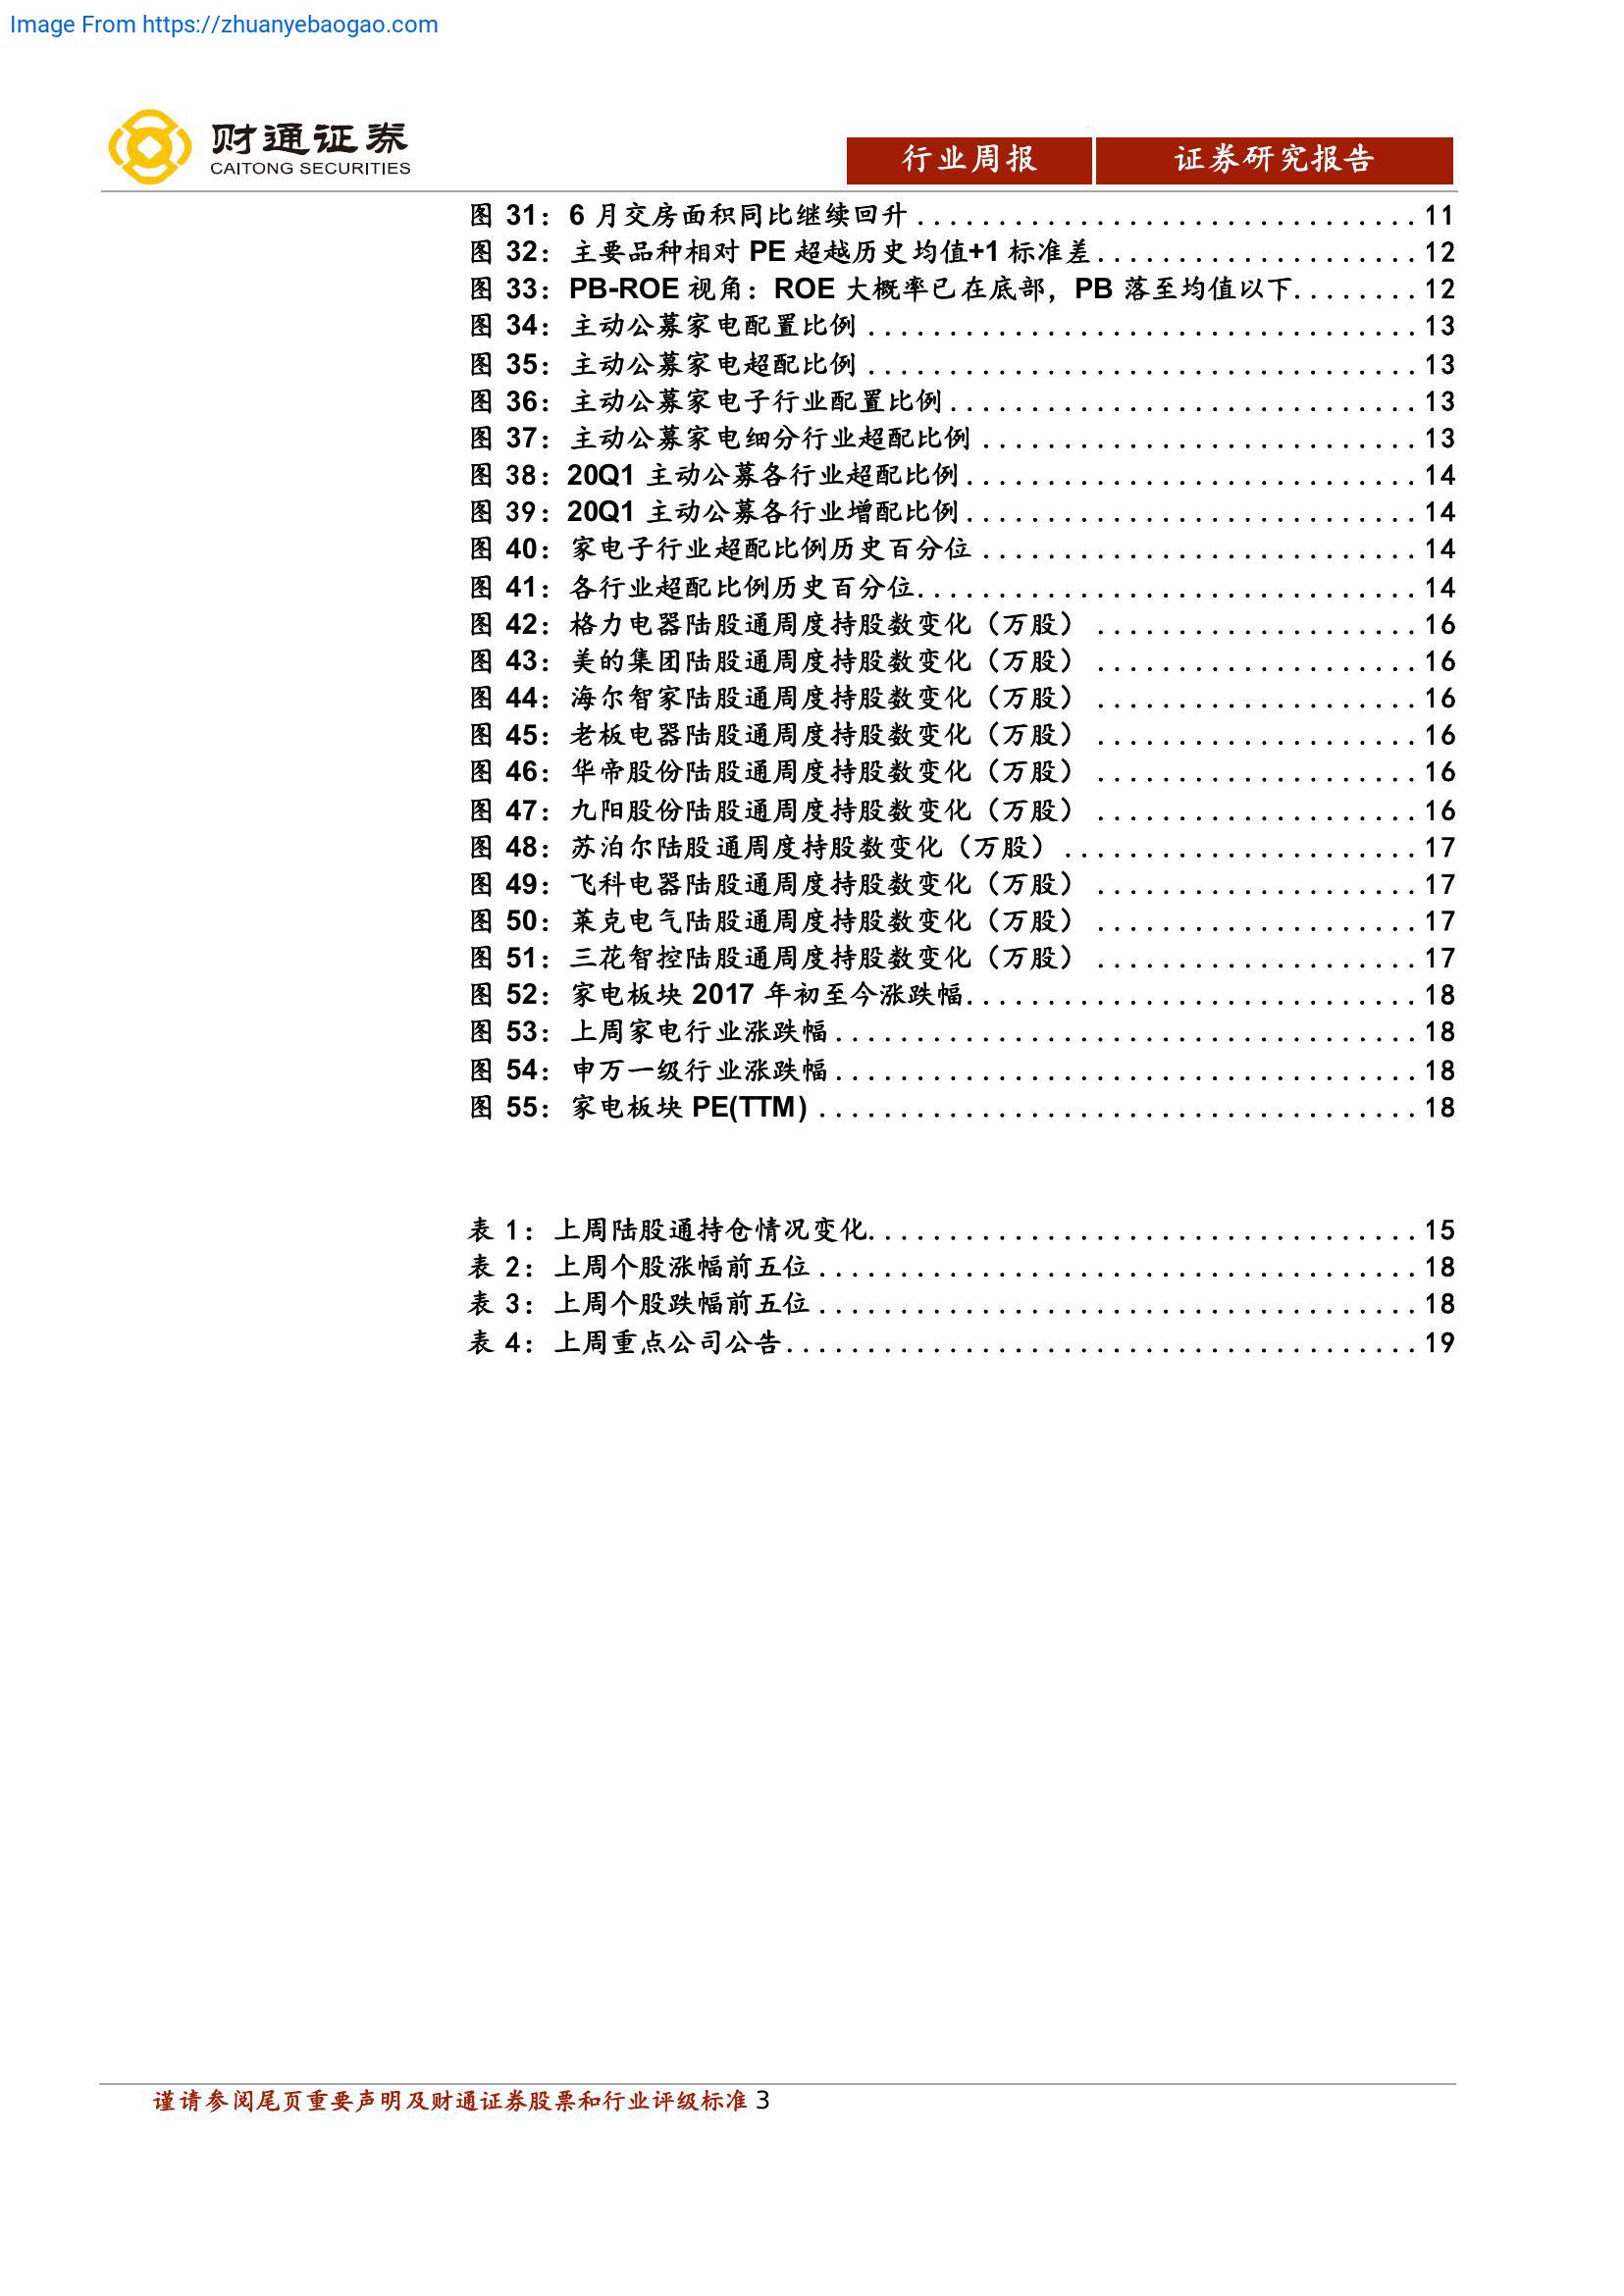 Image From https://zhuanyebaogao.com
财通证券
CAITONG SECURITIES
行业周报
证券研究报告
图 31：6 月交房面积同比继续回升...............................11
图 32：主要品种相对 PE 超越历史均值+1 标准差....................12
图 33：PB-ROE 视角：ROE 大概率已在底部，PB 落至均值以下........12
图 34：主动公募家电配置比例..................................13
图 35：主动公募家电超配比例..................................13
图 36：主动公募家电子行业配置比例.............................13
图 37：主动公募家电细分行业超配比例...........................13
图 38：20Q1 主动公募各行业超配比例............................14
图 39：20Q1 主动公募各行业增配比例............................14
图 40：家电子行业超配比例历史百分位...........................14
图 41：各行业超配比例历史百分位...............................14
图 42：格力电器陆股通周度持股数变化（万股）....................16
图 43：美的集团陆股通周度持股数变化（万股）....................16
图 44：海尔智家陆股通周度持股数变化（万股）....................16
图 45：老板电器陆股通周度持股数变化（万股）....................16
图 46：华帝股份陆股通周度持股数变化（万股）....................16
图 47：九阳股份陆股通周度持股数变化（万股）....................16
图 48：苏泊尔陆股通周度持股数变化（万股）......................17
图 49：飞科电器陆股通周度持股数变化（万股）....................17
图 50：莱克电气陆股通周度持股数变化（万股）....................17
图 51：三花智控陆股通周度持股数变化（万股）....................17
图 52：家电板块 2017 年初至今涨跌幅............................18
图 53：上周家电行业涨跌幅....................................18
图 54：申万一级行业涨跌幅....................................18
图 55：家电板块 PE(TTM).....................................18
表 1：上周陆股通持仓情况变化..................................15
表 2：上周个股涨幅前五位.....................................18
表 3：上周个股跌幅前五位.....................................18
表 4：上周重点公司公告.......................................19
谨请参阅尾页重要声明及财通证券股票和行业评级标准 3